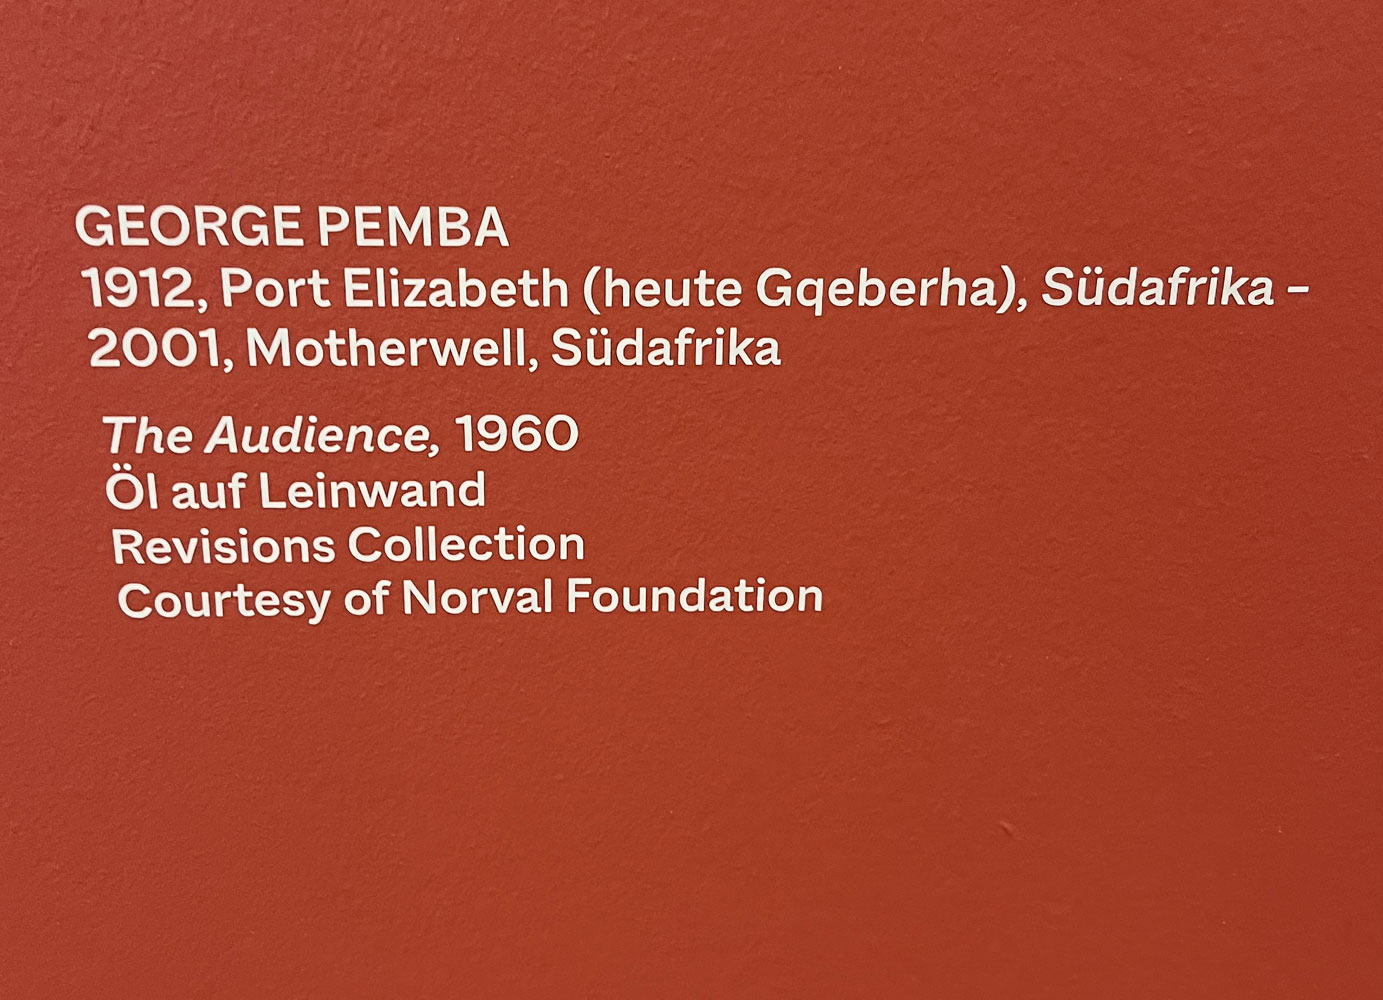 GEORGE PEMBA
1912, Port Elizabeth (heute Gqeberha), Südafrika –
2001, Motherwell, Südafrika
The Audience, 1960
Öl auf Leinwand
Revisions Collection
Courtesy of Norval Foundation